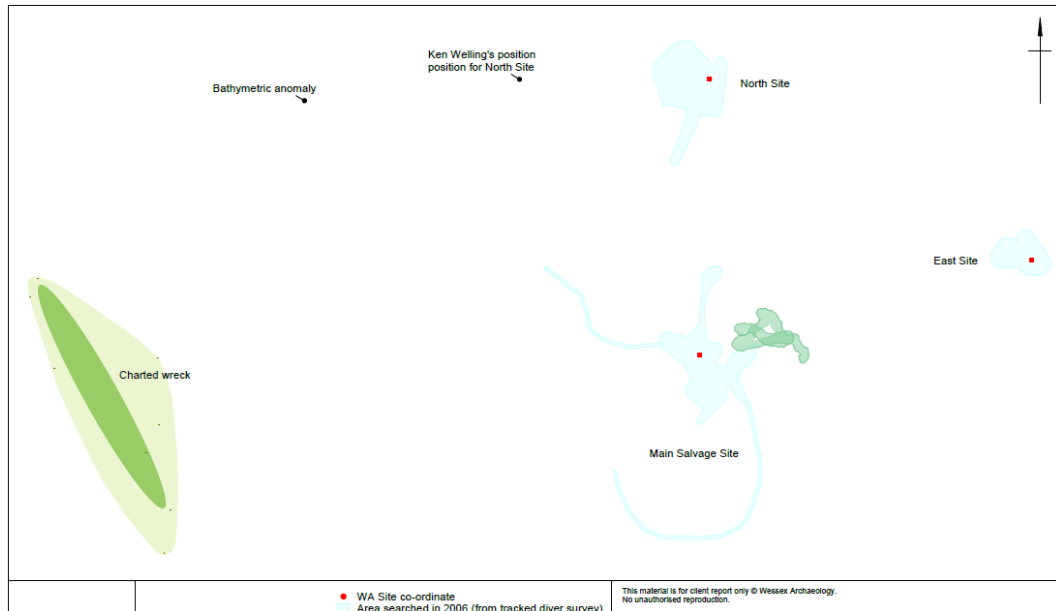 Ken Welling's position
position for North Site
Bathymetric anomaly
North Site
East Site
Charted wreck
Main Salvage Site
WA Site co-ordinate
Area searched in 2006 (from tracked diver survey)
This material is for client report only © Wessex Archaeology.
No unauthorised reproduction.